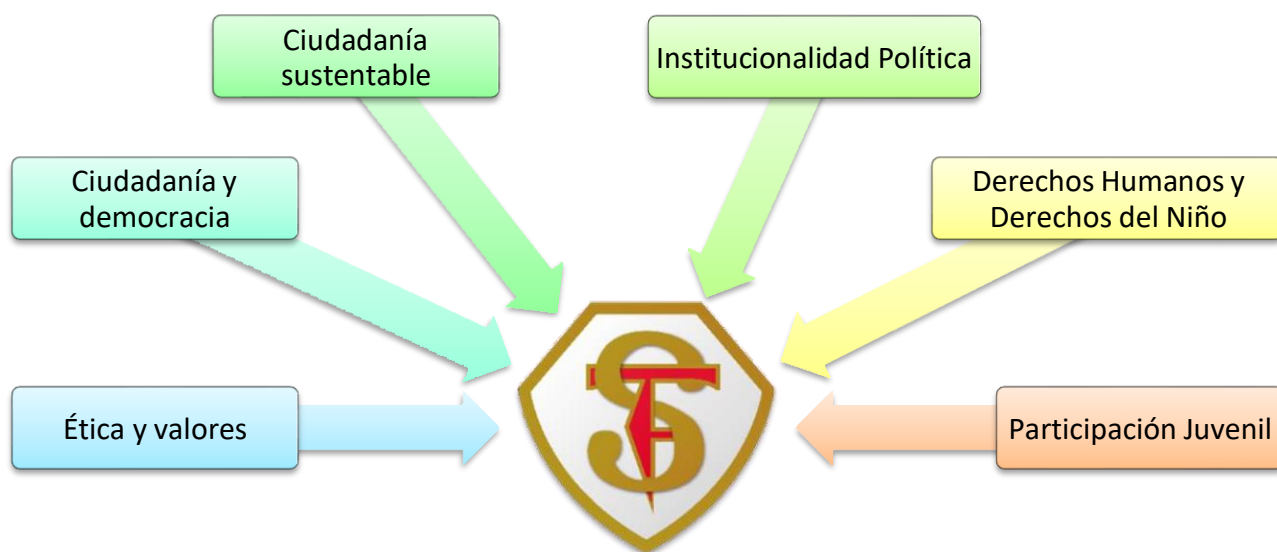 Ciudadanía
sustentable
Institucionalidad Política
Ciudadanía y
democracia
Derechos Humanos y
Derechos del Niño
Ética y valores
Participación Juvenil